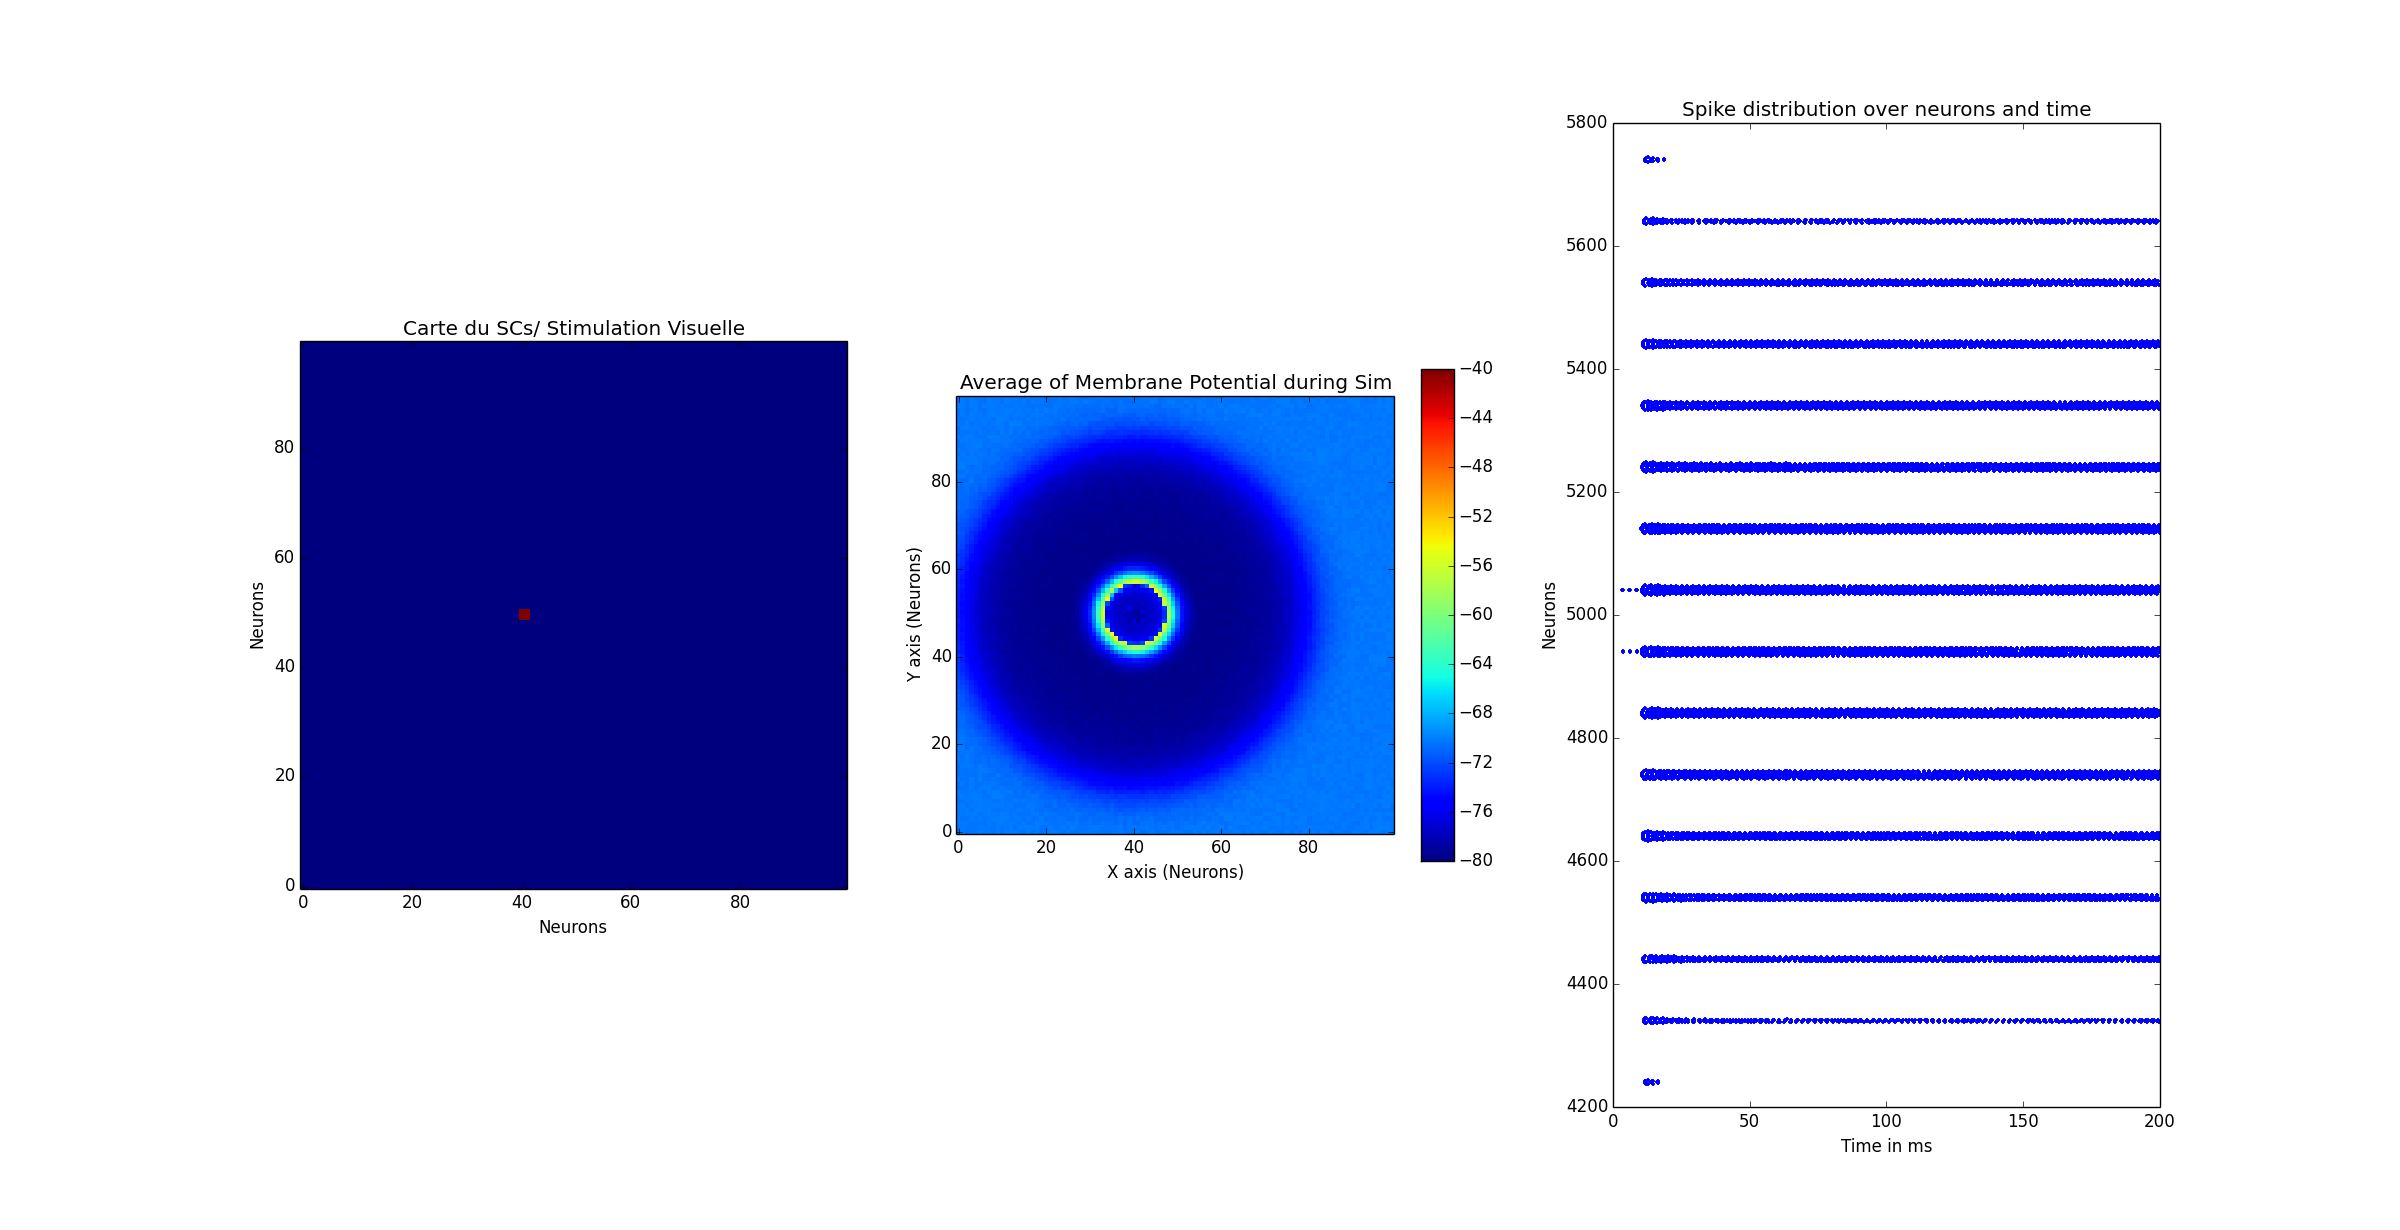 Carte du SCs/ Stimulation Visuelle
80
60
40
20
0
Neurons
0 20 40 60 80
Neurons
Average of Membrane Potential during Sim
80
60
40
20
0
Y axis (Neurons)
0 20 40 60 80
X axis (Neurons)
−40
−44
−48
−52
−56
−60
−64
−68
−72
−76
−80
Spike distribution over neurons and time
5800
5600
5400
5200
5000
4800
4600
4400
4200
Neurons
0 50 100 150 200
Time in ms